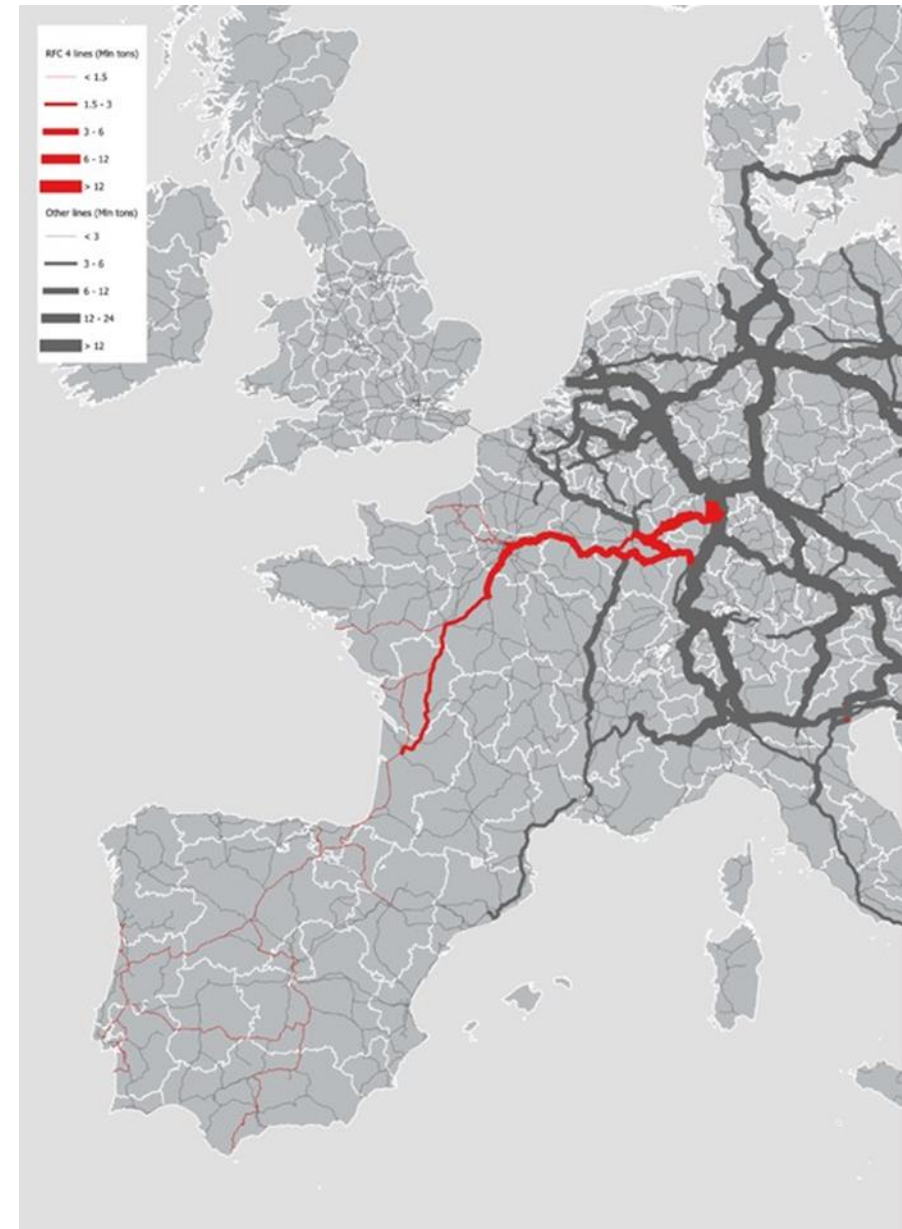 RFC 4 lines (Mln tons)
< 1.5
1.5 - 3
3 - 6
6 - 12
> 12
Other lines (Mln tons)
< 3
3 - 6
6 - 12
12 - 24
> 12